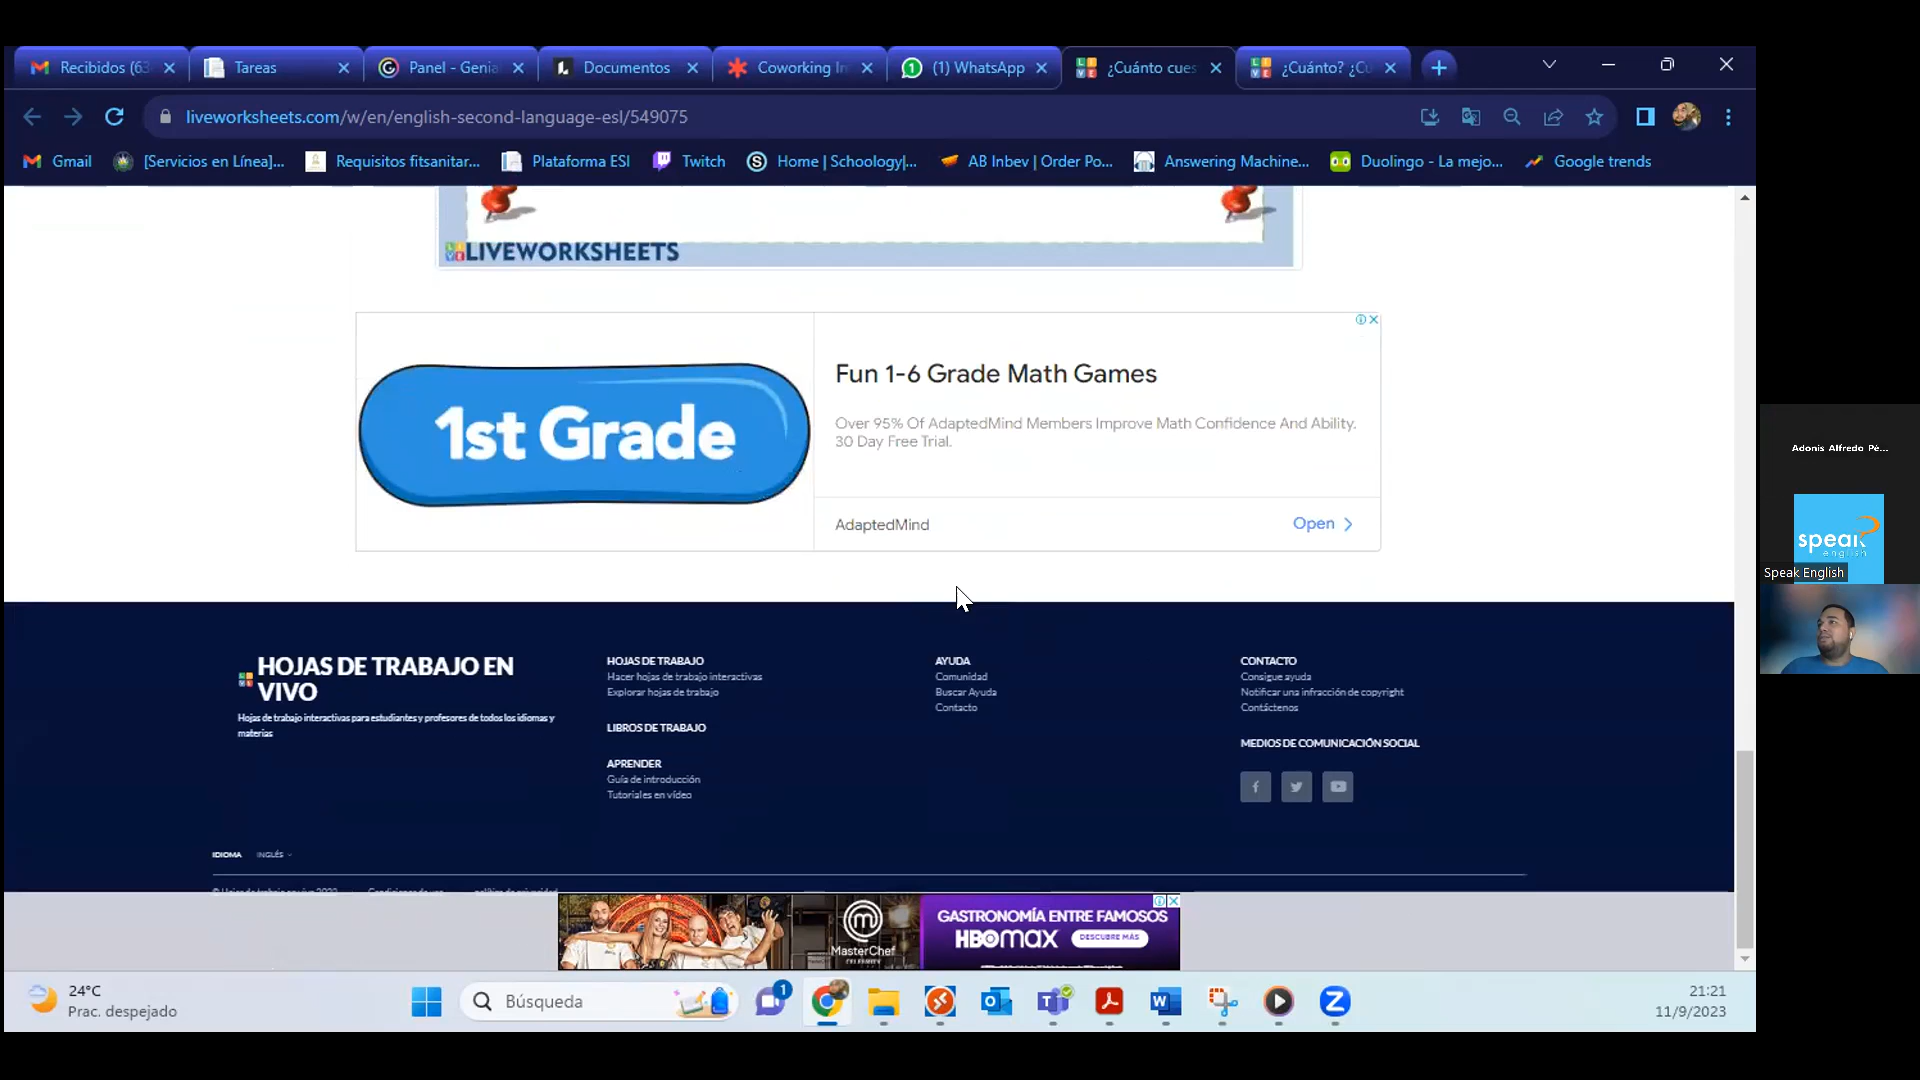 Recibidos (63
Tareas
Panel - Genia
Documentos
Coworking In
(1) WhatsApp
¿Cuánto cues
¿Cuánto? ¿Cu
liveworksheets.com/w/en/english-second-language-esl/549075
Gmail
[Servicios en Línea]...
Requisitos fitsanitar...
Plataforma ESI
Twitch
Home | Schoology|...
AB Inbev | Order Po...
Answering Machine...
Duolingo - La mejo...
Google trends
LIVEWORKSHEETS
1st Grade
Fun 1-6 Grade Math Games
Over 95% Of AdaptedMind Members Improve Math Confidence And Ability.
30 Day Free Trial.
AdaptedMind
Open
Adonis Alfredo Pé...
speak
english
Speak English
HOJAS DE TRABAJO EN
VIVO
Hojas de trabajo interactivas para estudiantes y profesores de todos los idiomas y
materias
HOJAS DE TRABAJO
Hacer hojas de trabajo interactivas
Explorar hojas de trabajo
LIBROS DE TRABAJO
APRENDER
Guía de introducción
Tutoriales en vídeo
AYUDA
Comunidad
Buscar Ayuda
Contacto
CONTACTO
Consigue ayuda
Notificar una infracción de copyright
Contáctenos
MEDIOS DE COMUNICACIÓN SOCIAL
IDIOMA INGLÉS
MasterChef
GASTRONOMÍA ENTRE FAMOSOS
HBOMAX
DESCUBRE MÁS
24°C
Prac. despejado
Búsqueda
1
21:21
11/9/2023